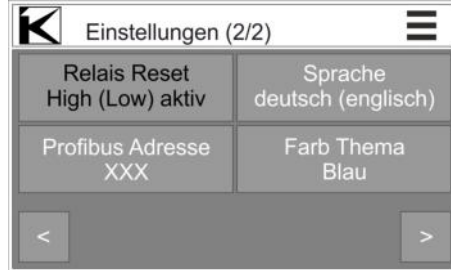 Einstellungen (2/2)
Relais Reset
High (Low) aktiv
Sprache
deutsch (englisch)
Profibus Adresse
XXX
Farb Thema
Blau
<
>